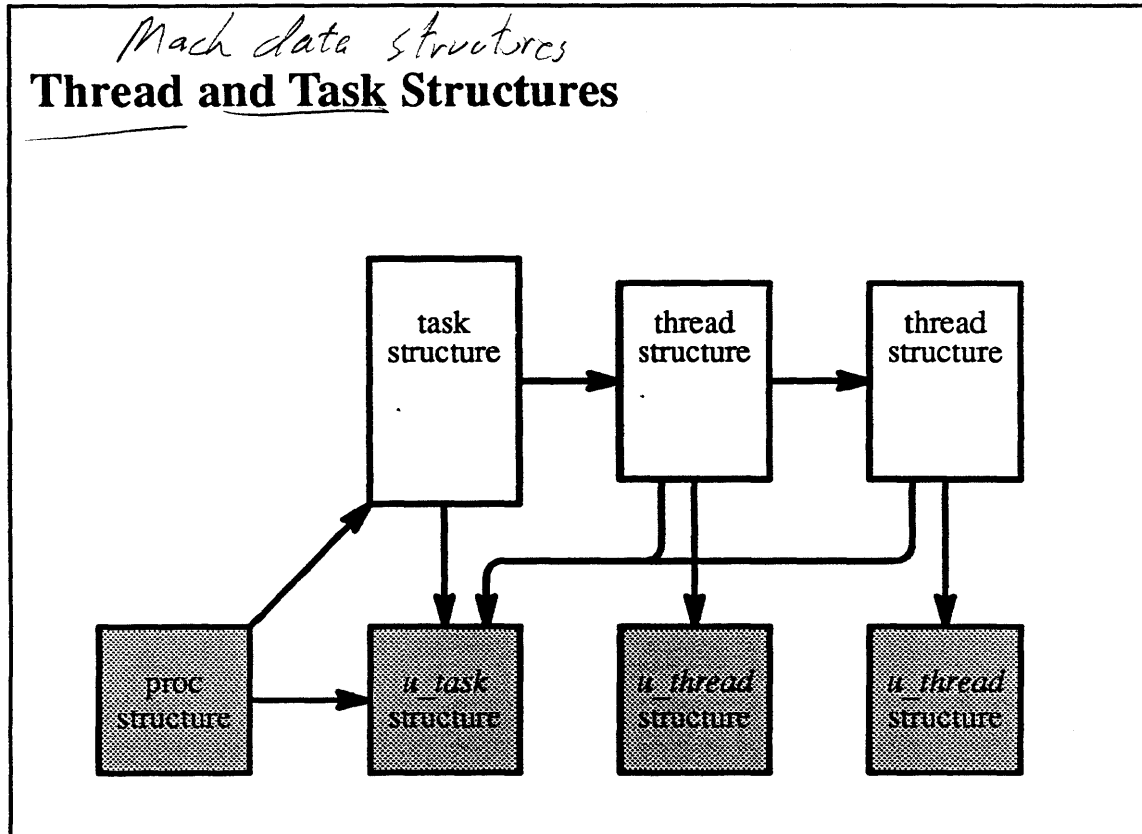 Mach data structures
Thread and Task Structures
task
structure
thread
structure
thread
structure
proc
structure
u_task
structure
u_thread
structure
u_thread
structure